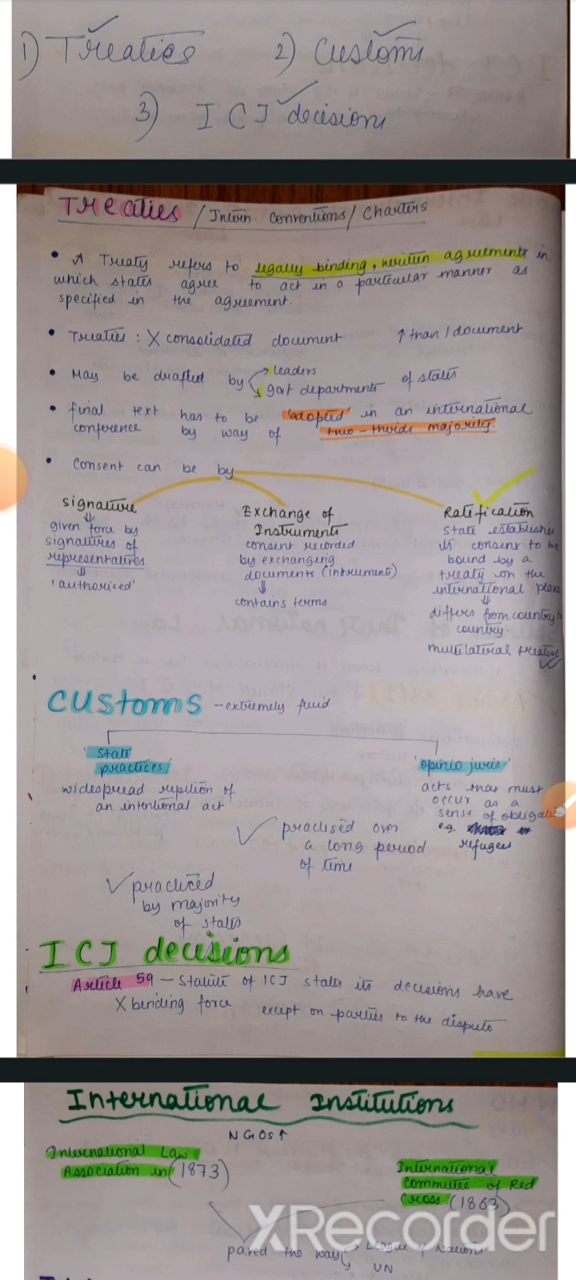 1) Treaties 2) Customs
3) ICJ decisions
Treaties / Intern. Conventions / Charters
• A Treaty refers to legally binding, written agreements in
which states agree to act in a particular manner as
specified in the agreement.
• Treaties : X consolidated document ↑ than 1 document
• May be drafted by → leaders
→ govt departments of states
• final text has to be 'adopted' in an international
conference by way of two-thirds majority.
• Consent can be by
Signature
given force by
signatures of
representatives
'authorised'
Exchange of
Instruments
consent recorded
by exchanging
documents (intruments)
contains terms
Ratification
State establishes
its consent to be
bound by a
treaty on the
international plane
differs from country to
country
multilateral treaties
Customs - extremely fluid
'State
practices'
widespread repition of
an intentional act
'opinio juris'
acts that must
occur as a
sense of obligation
e.g.
refugees
✓ practised over
a long period
of time
✓ practiced
by majority
of states
ICJ decisions
Article 59 - Statute of ICJ states its decisions have
X binding force except on parties to the dispute
International Institutions
NGOs ↑
International Law
Association in (1873)
International
Committee of Red
Cross (1863)
paved the way League of Nations
UN
XRecorder